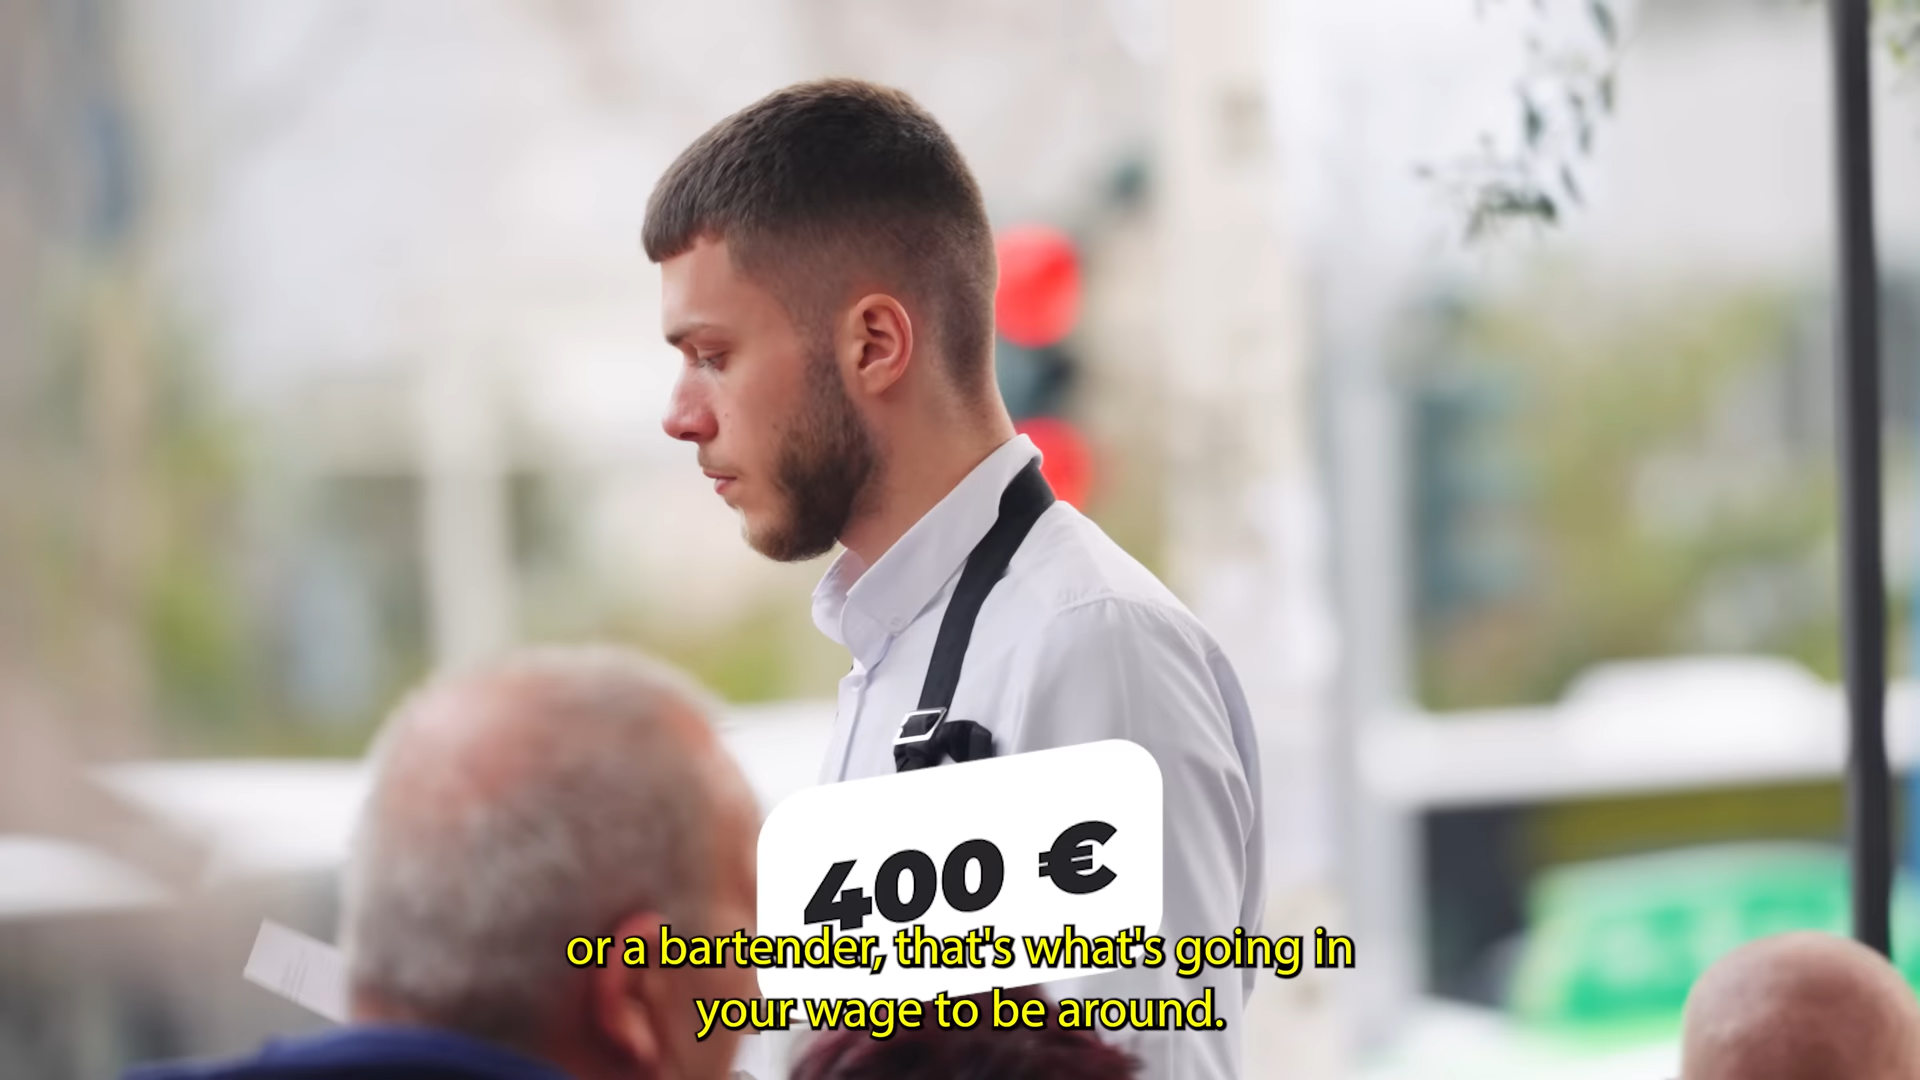 400 €
or a bartender, that's what's going in
your wage to be around.